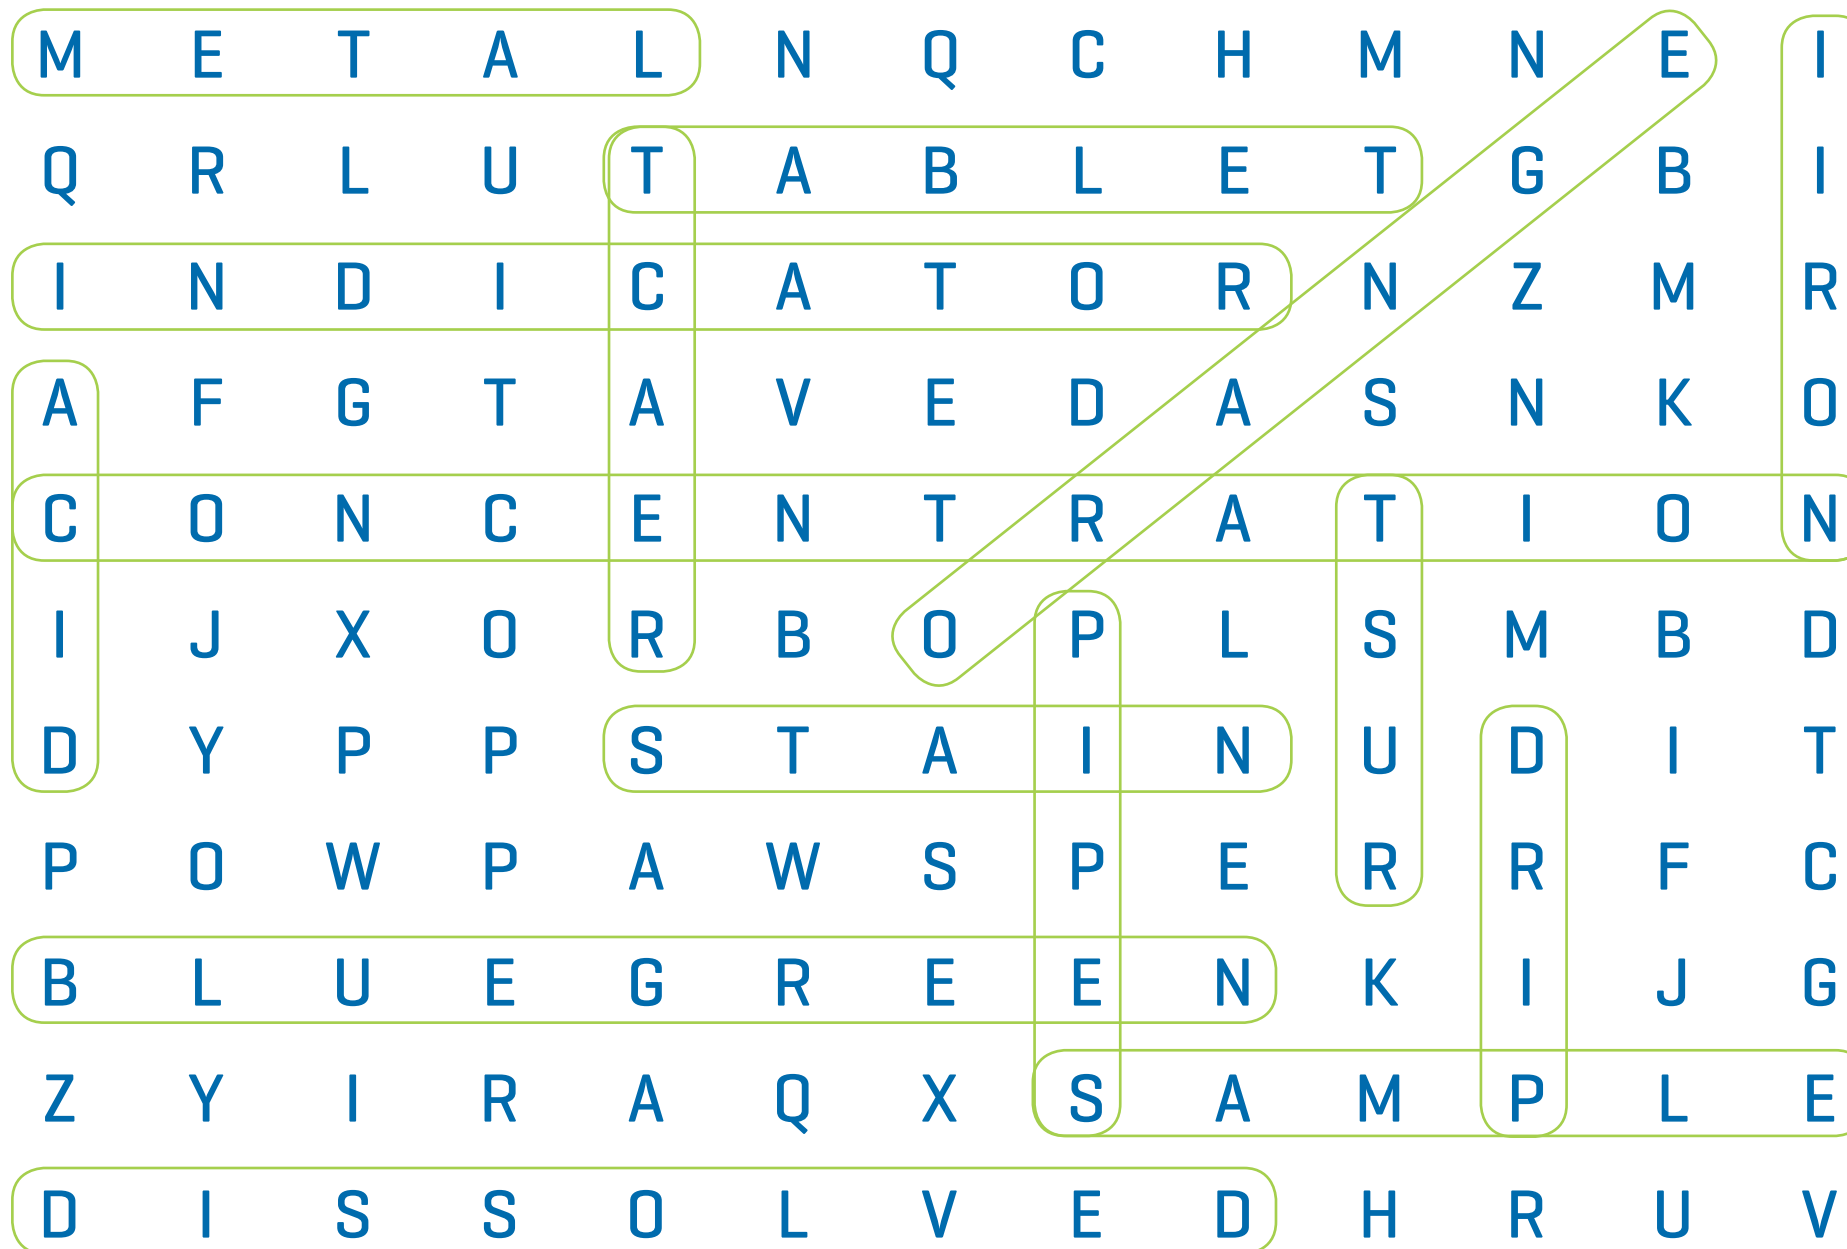 M E T A L N Q C H M N E I
Q R L U T A B L E T G B I
I N D I C A T O R N Z M R
A F G T A V E D A S N K O
C O N C E N T R A T I O N
I J X O R B O P L S M B D
D Y P P S T A I N U D I T
P O W P A W S P E R R F C
B L U E G R E E N K I J G
Z Y I R A Q X S A M P L E
D I S S O L V E D H R U V